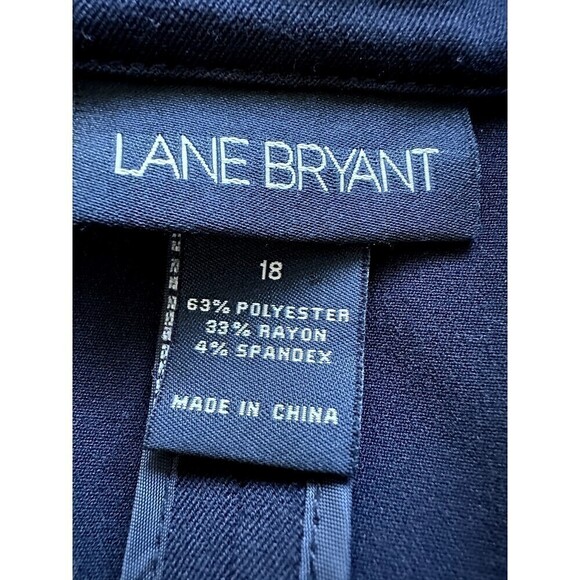 LANE BRYANT
18
63% POLYESTER
33% RAYON
4% SPANDEX
MADE IN CHINA